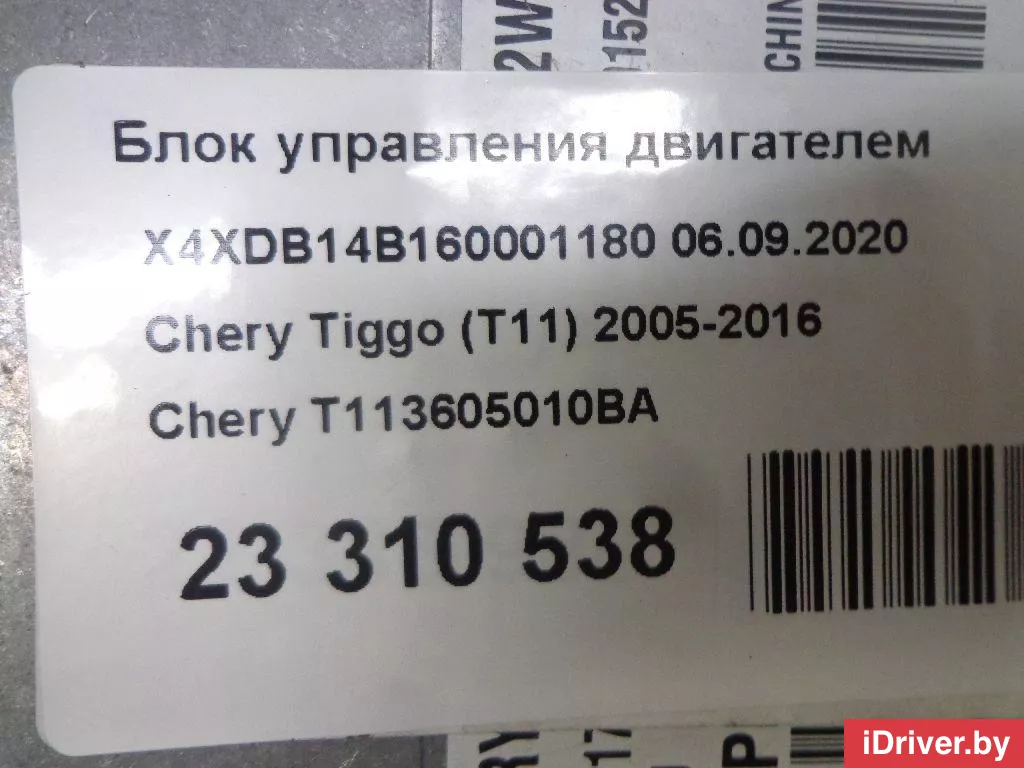 CHIN
Блок управления двигателем
X4XDB14B160001180 06.09.2020
Chery Tiggo (T11) 2005-2016
Chery T113605010BA
23 310 538
iDriver.by